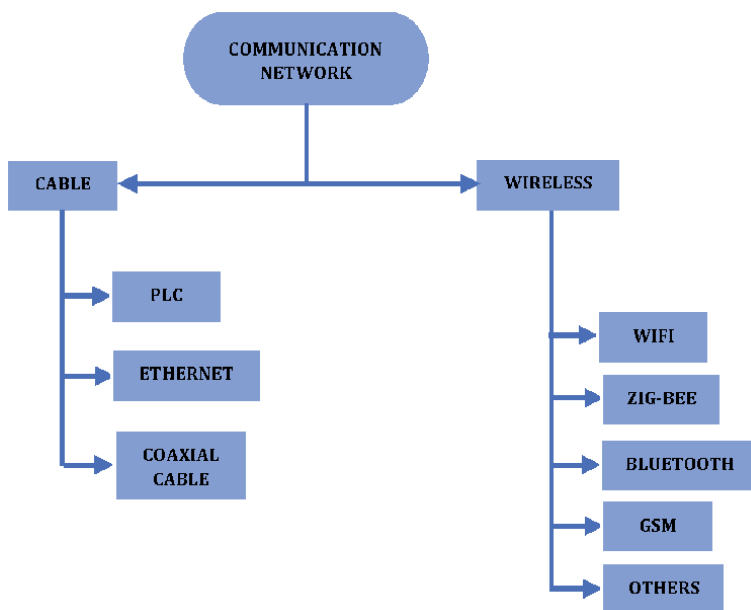 COMMUNICATION
NETWORK
CABLE
WIRELESS
PLC
ETHERNET
COAXIAL
CABLE
WIFI
ZIG-BEE
BLUETOOTH
GSM
OTHERS